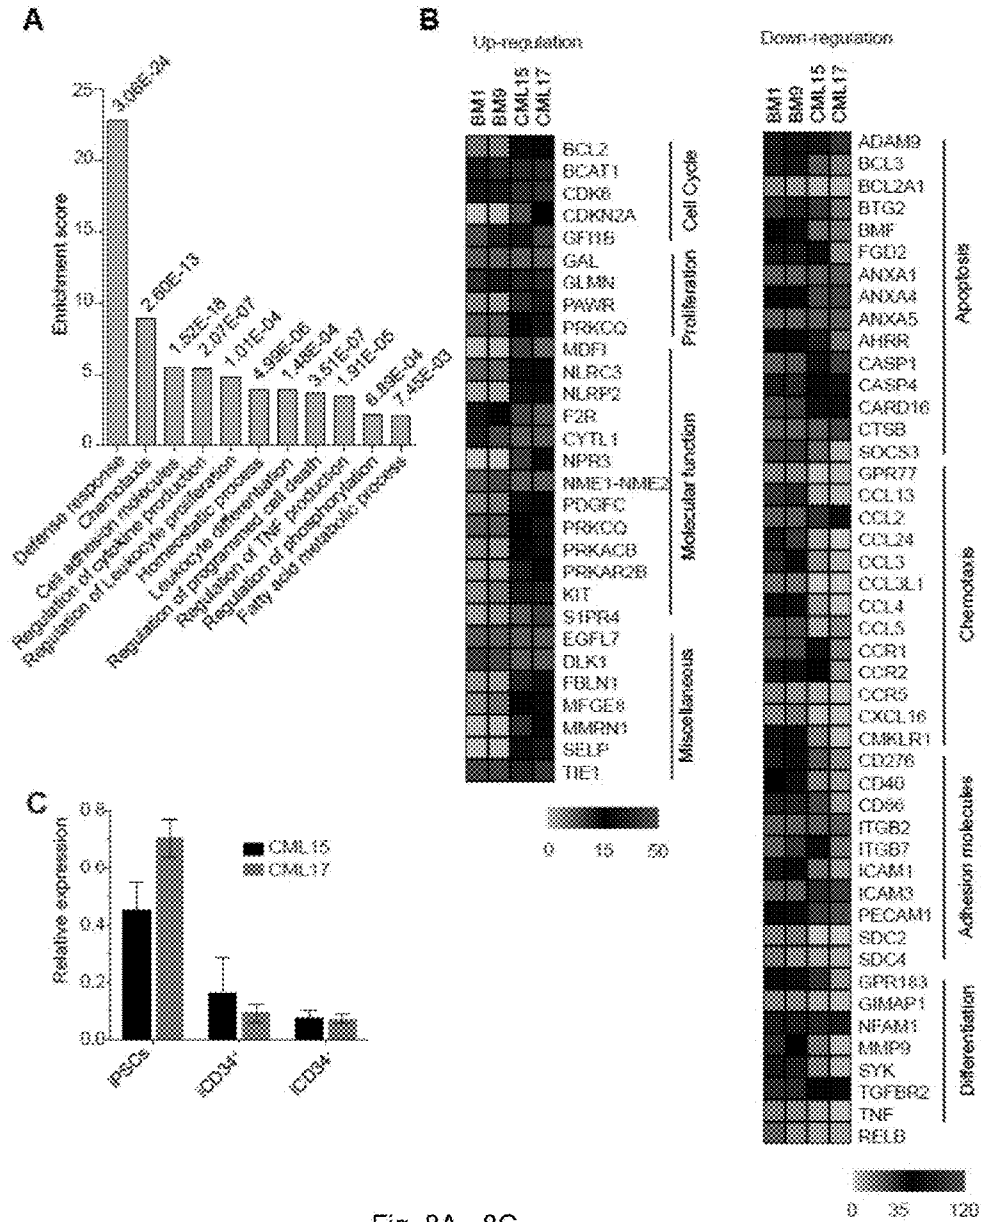 A
25
20
15
10
5
0
Enrichment score
3.06E-24
2.60E-13
1.52E-18
2.07E-07
1.01E-04
4.99E-06
1.48E-04
3.51E-07
1.91E-05
6.89E-04
7.45E-03
Defense response
Chemotaxis
Cell adhesion molecules
Regulation of cytokine production
Regulation of Leukocyte proliferation
Homeostatic process
Leukocyte differentiation
Regulation of programmed cell death
Regulation of TNF production
Regulation of phosphorylation
Fatty acid metabolic process
B
Up-regulation
BM1 BM9 CML15 CML17
BCL2
BCAT1
CDK6
CDKN2A
GFI1B
GAL
GLMN
PAWR
PRKCQ
MDFI
NLRC3
NLRP2
F2R
CYTL1
NPR3
NME1-NME2
PDGFC
PRKCQ
PRKACB
PRKAR2B
KIT
S1PR4
EGFL7
DLK1
FBLN1
MFGE8
MMRN1
SELP
TIE1
Cell Cycle
Proliferation
Molecular function
Miscellaneous
0 15 50
Down-regulation
BM1 BM9 CML15 CML17
ADAM9
BCL3
BCL2A1
BTG2
BMF
FGD2
ANXA1
ANXA4
ANXA5
AHRR
CASP1
CASP4
CARD16
CTSB
SOCS3
GPR77
CCL13
CCL2
CCL24
CCL3
CCL3L1
CCL4
CCL5
CCR1
CCR2
CCR5
CXCL16
CMKLR1
CD276
CD40
CD86
ITGB2
ITGB7
ICAM1
ICAM3
PECAM1
SDC2
SDC4
GPR183
GIMAP1
NFAM1
MMP9
SYK
TGFBR2
TNF
RELB
Apoptosis
Chemotaxis
Adhesion molecules
Differentiation
0 35 120
C
0.8
0.6
0.4
0.2
0.0
Relative expression
CML15
CML17
iPSCs
iCD34+
iCD34-
Fig. 8A - 8C